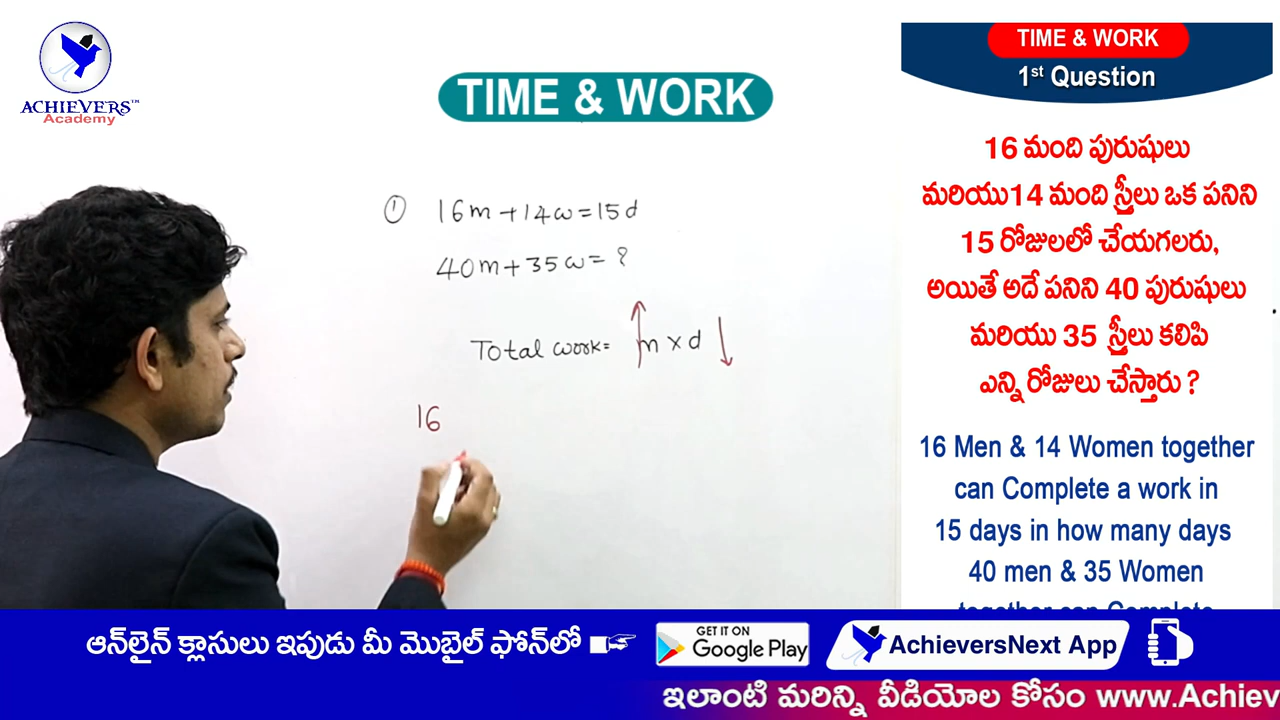 ACHIEVERS™
Academy
TIME & WORK
① 16m + 14w = 15d
40m + 35w = ?
Total work = m x d
16
TIME & WORK
1st Question
16 మంది పురుషులు
మరియు14 మంది స్త్రీలు ఒక పనిని
15 రోజులలో చేయగలరు,
అయితే అదే పనిని 40 పురుషులు
మరియు 35 స్త్రీలు కలిపి
ఎన్ని రోజులు చేస్తారు ?
16 Men & 14 Women together
can Complete a work in
15 days in how many days
40 men & 35 Women
together can Complete
ఆన్‌లైన్ క్లాసులు ఇపుడు మీ మొబైల్ ఫోన్‌లో
GET IT ON
Google Play
AchieversNext App
ఇలాంటి మరిన్ని వీడియోల కోసం www.Achiev